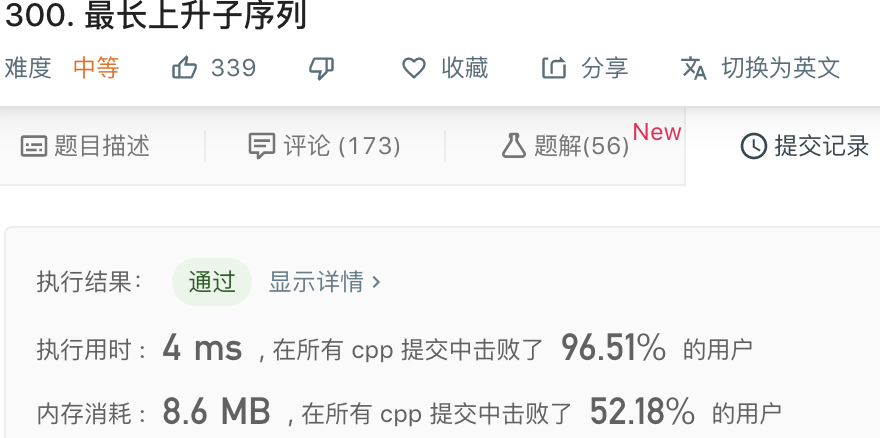 300. 最长上升子序列
难度 中等 339 收藏 分享 切换为英文
题目描述 评论 (173) 题解(56) New 提交记录
执行结果： 通过 显示详情 >
执行用时 : 4 ms , 在所有 cpp 提交中击败了 96.51% 的用户
内存消耗 : 8.6 MB , 在所有 cpp 提交中击败了 52.18% 的用户